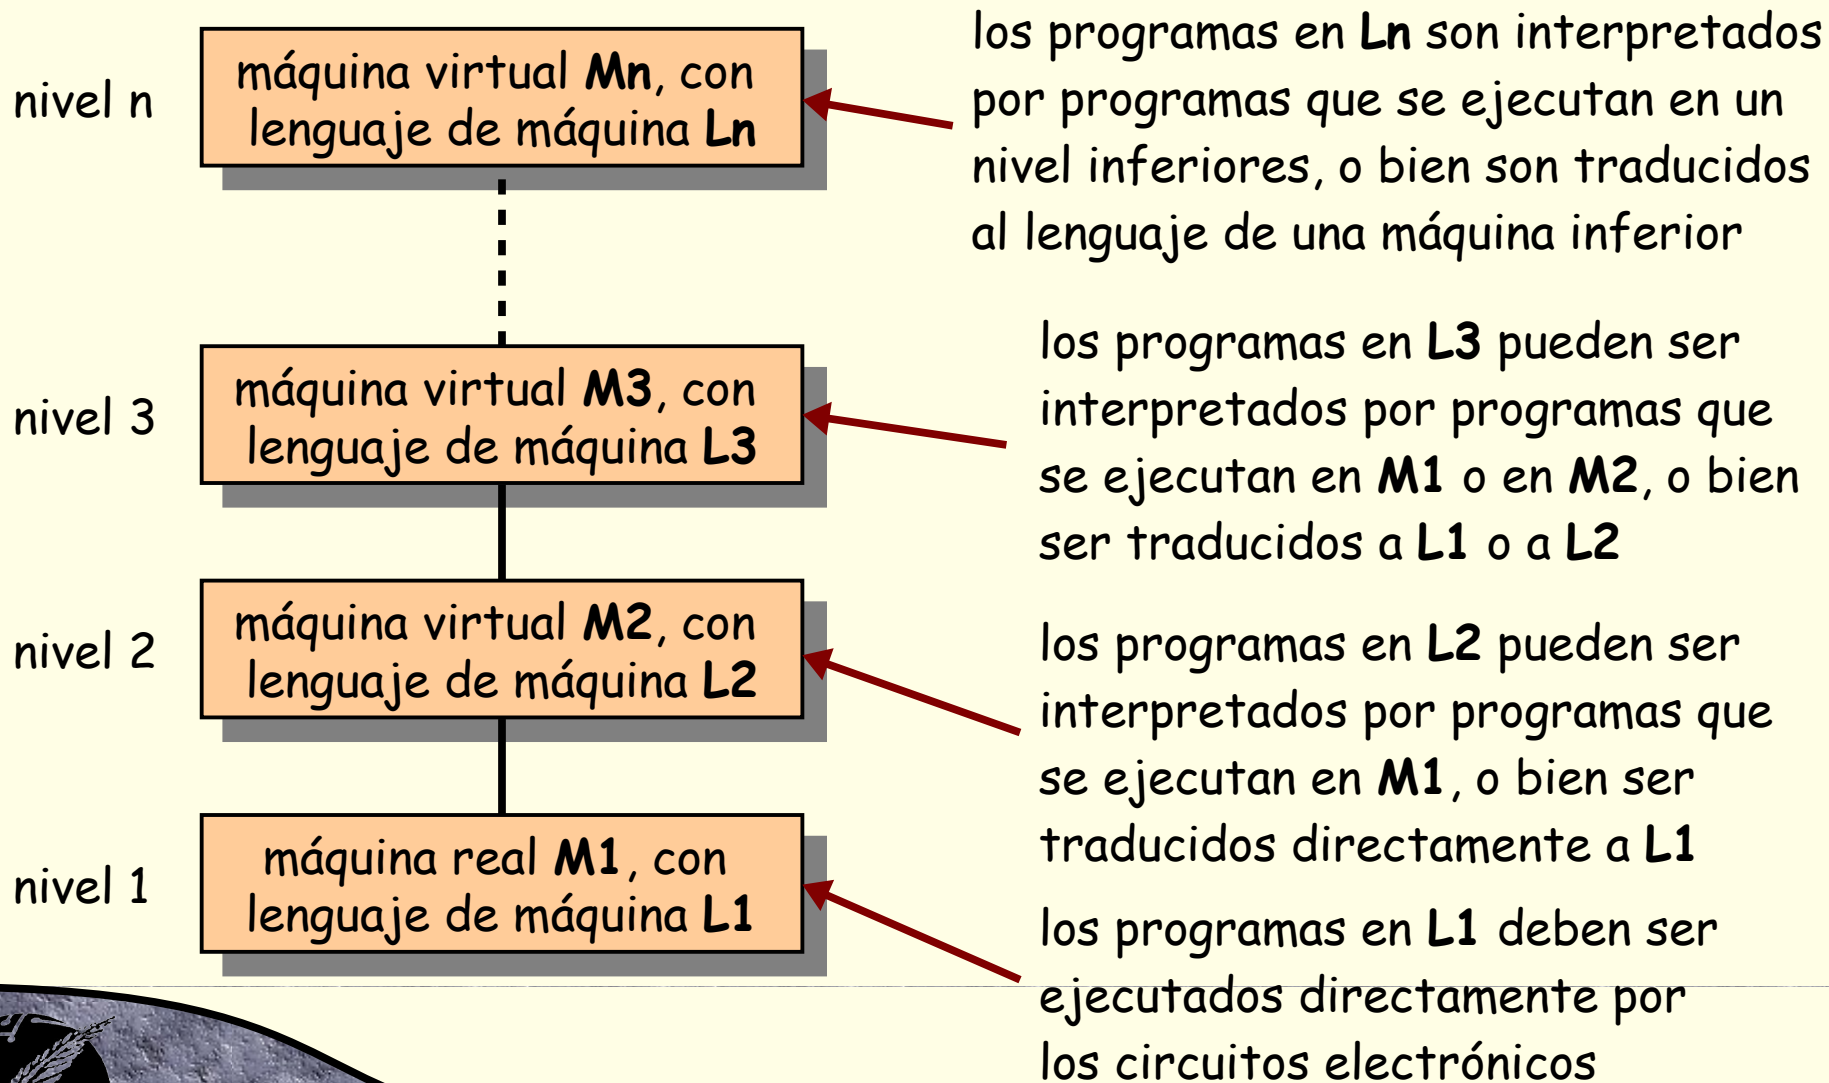 nivel n
máquina virtual Mn, con
lenguaje de máquina Ln
los programas en Ln son interpretados
por programas que se ejecutan en un
nivel inferiores, o bien son traducidos
al lenguaje de una máquina inferior
nivel 3
máquina virtual M3, con
lenguaje de máquina L3
los programas en L3 pueden ser
interpretados por programas que
se ejecutan en M1 o en M2, o bien
ser traducidos a L1 o a L2
nivel 2
máquina virtual M2, con
lenguaje de máquina L2
los programas en L2 pueden ser
interpretados por programas que
se ejecutan en M1, o bien ser
traducidos directamente a L1
nivel 1
máquina real M1, con
lenguaje de máquina L1
los programas en L1 deben ser
ejecutados directamente por
los circuitos electrónicos